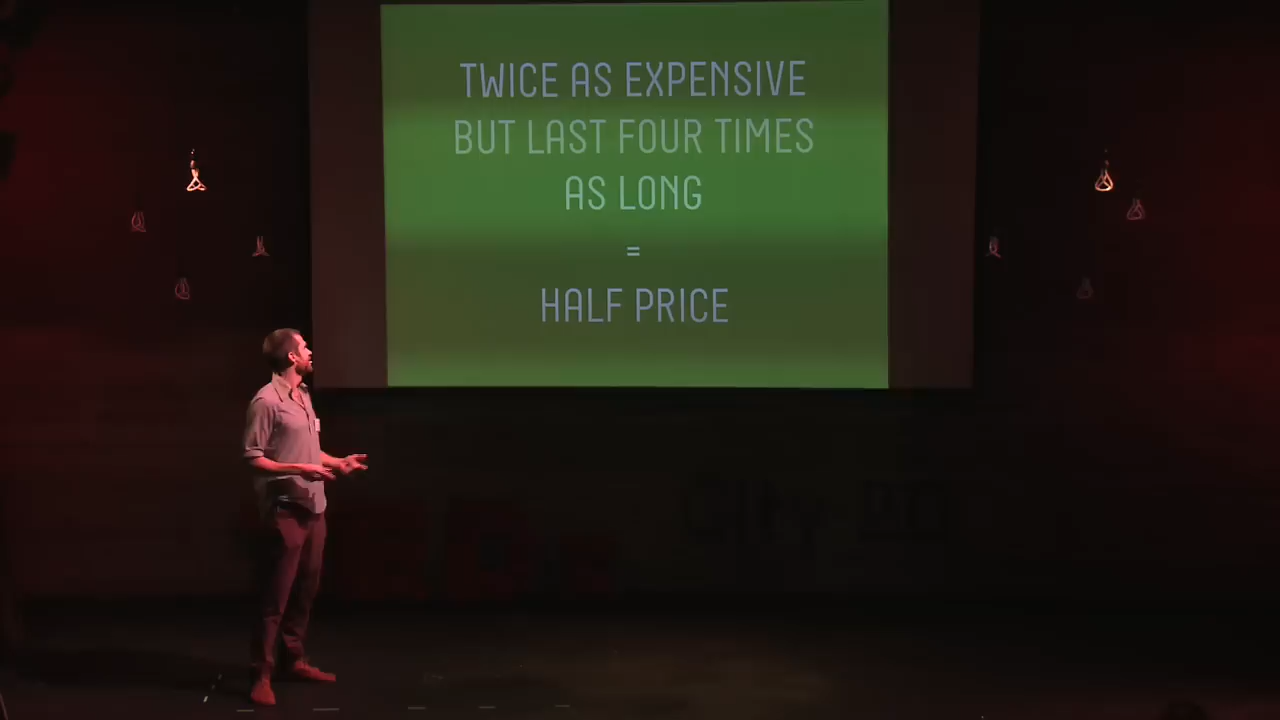 TWICE AS EXPENSIVE
BUT LAST FOUR TIMES
AS LONG
=
HALF PRICE